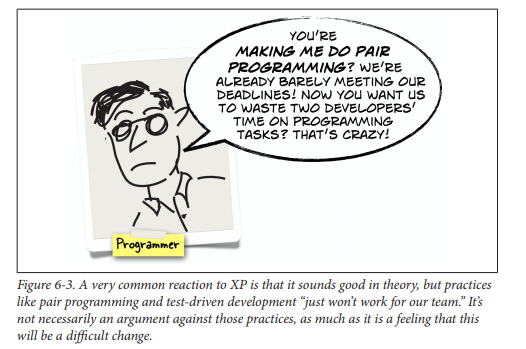 YOU'RE
MAKING ME DO PAIR
PROGRAMMING? WE'RE
ALREADY BARELY MEETING OUR
DEADLINES! NOW YOU WANT US
TO WASTE TWO DEVELOPERS'
TIME ON PROGRAMMING
TASKS? THAT'S CRAZY!
Programmer
Figure 6-3. A very common reaction to XP is that it sounds good in theory, but practices
like pair programming and test-driven development “just won’t work for our team.” It’s
not necessarily an argument against those practices, as much as it is a feeling that this
will be a difficult change.